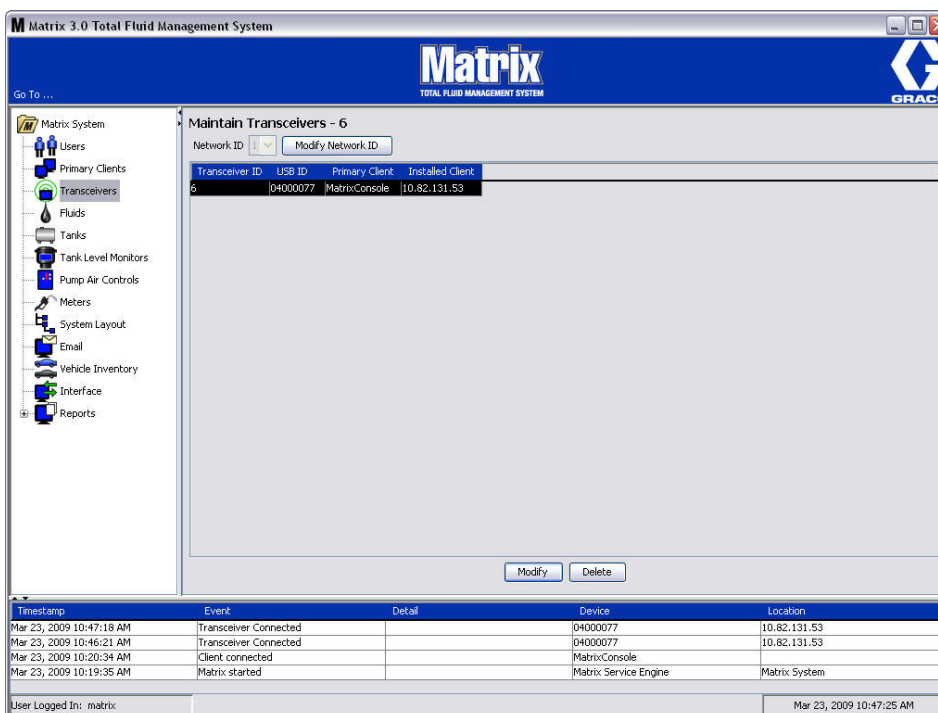 M Matrix 3.0 Total Fluid Management System
Matrix
TOTAL FLUID MANAGEMENT SYSTEM
Go To ...
GRAC
Matrix System
Users
Primary Clients
Transceivers
Fluids
Tanks
Tank Level Monitors
Pump Air Controls
Meters
System Layout
Email
Vehicle Inventory
Interface
Reports
Maintain Transceivers - 6
Network ID 1 Modify Network ID
Transceiver ID USB ID Primary Client Installed Client
6 04000077 MatrixConsole 10.82.131.53
Modify Delete
Timestamp Event Detail Device Location
Mar 23, 2009 10:47:18 AM Transceiver Connected 04000077 10.82.131.53
Mar 23, 2009 10:46:21 AM Transceiver Connected 04000077 10.82.131.53
Mar 23, 2009 10:20:34 AM Client connected MatrixConsole
Mar 23, 2009 10:19:35 AM Matrix started Matrix Service Engine Matrix System
User Logged In: matrix Mar 23, 2009 10:47:25 AM